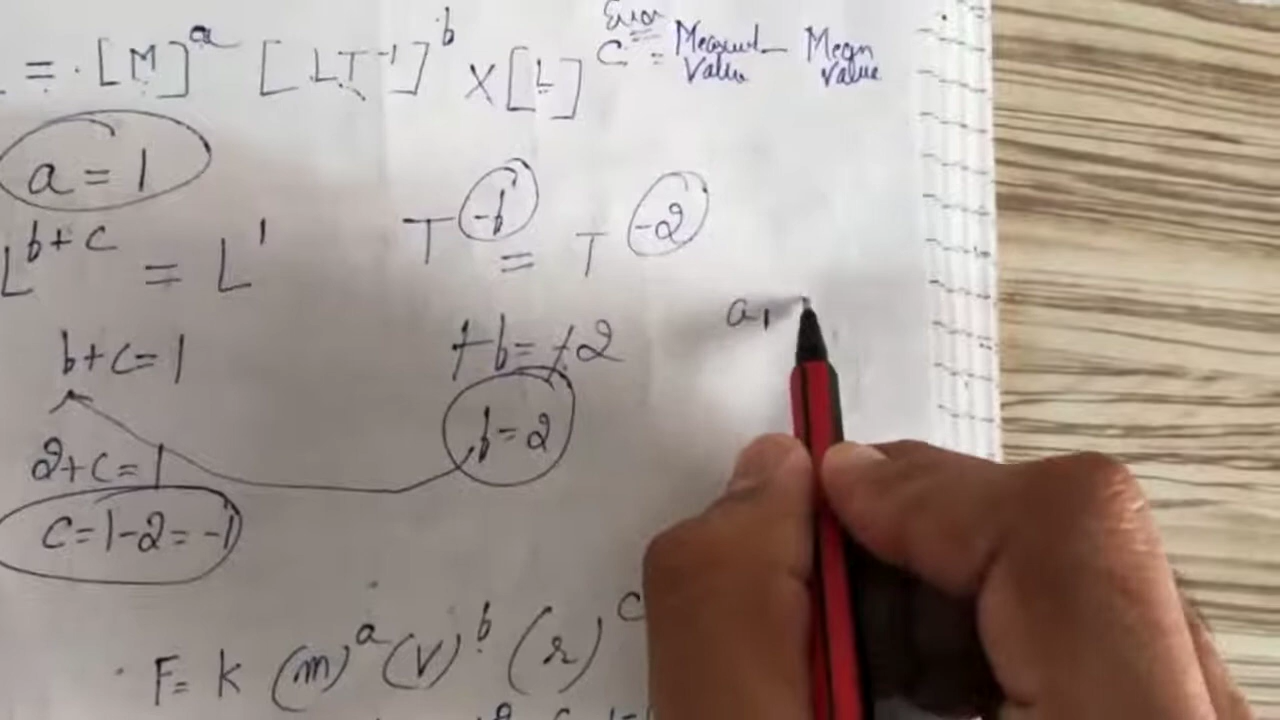 Error
= [M]^a [LT^-1]^b X [L]^c = Measured Value - Mean Value
a = 1
L^b+c = L^1
T^-b = T^-2
b+c=1
+b=+2
b=2
2+c=1
c=1-2=-1
a,
F= k (m)^a (v)^b (r)^c